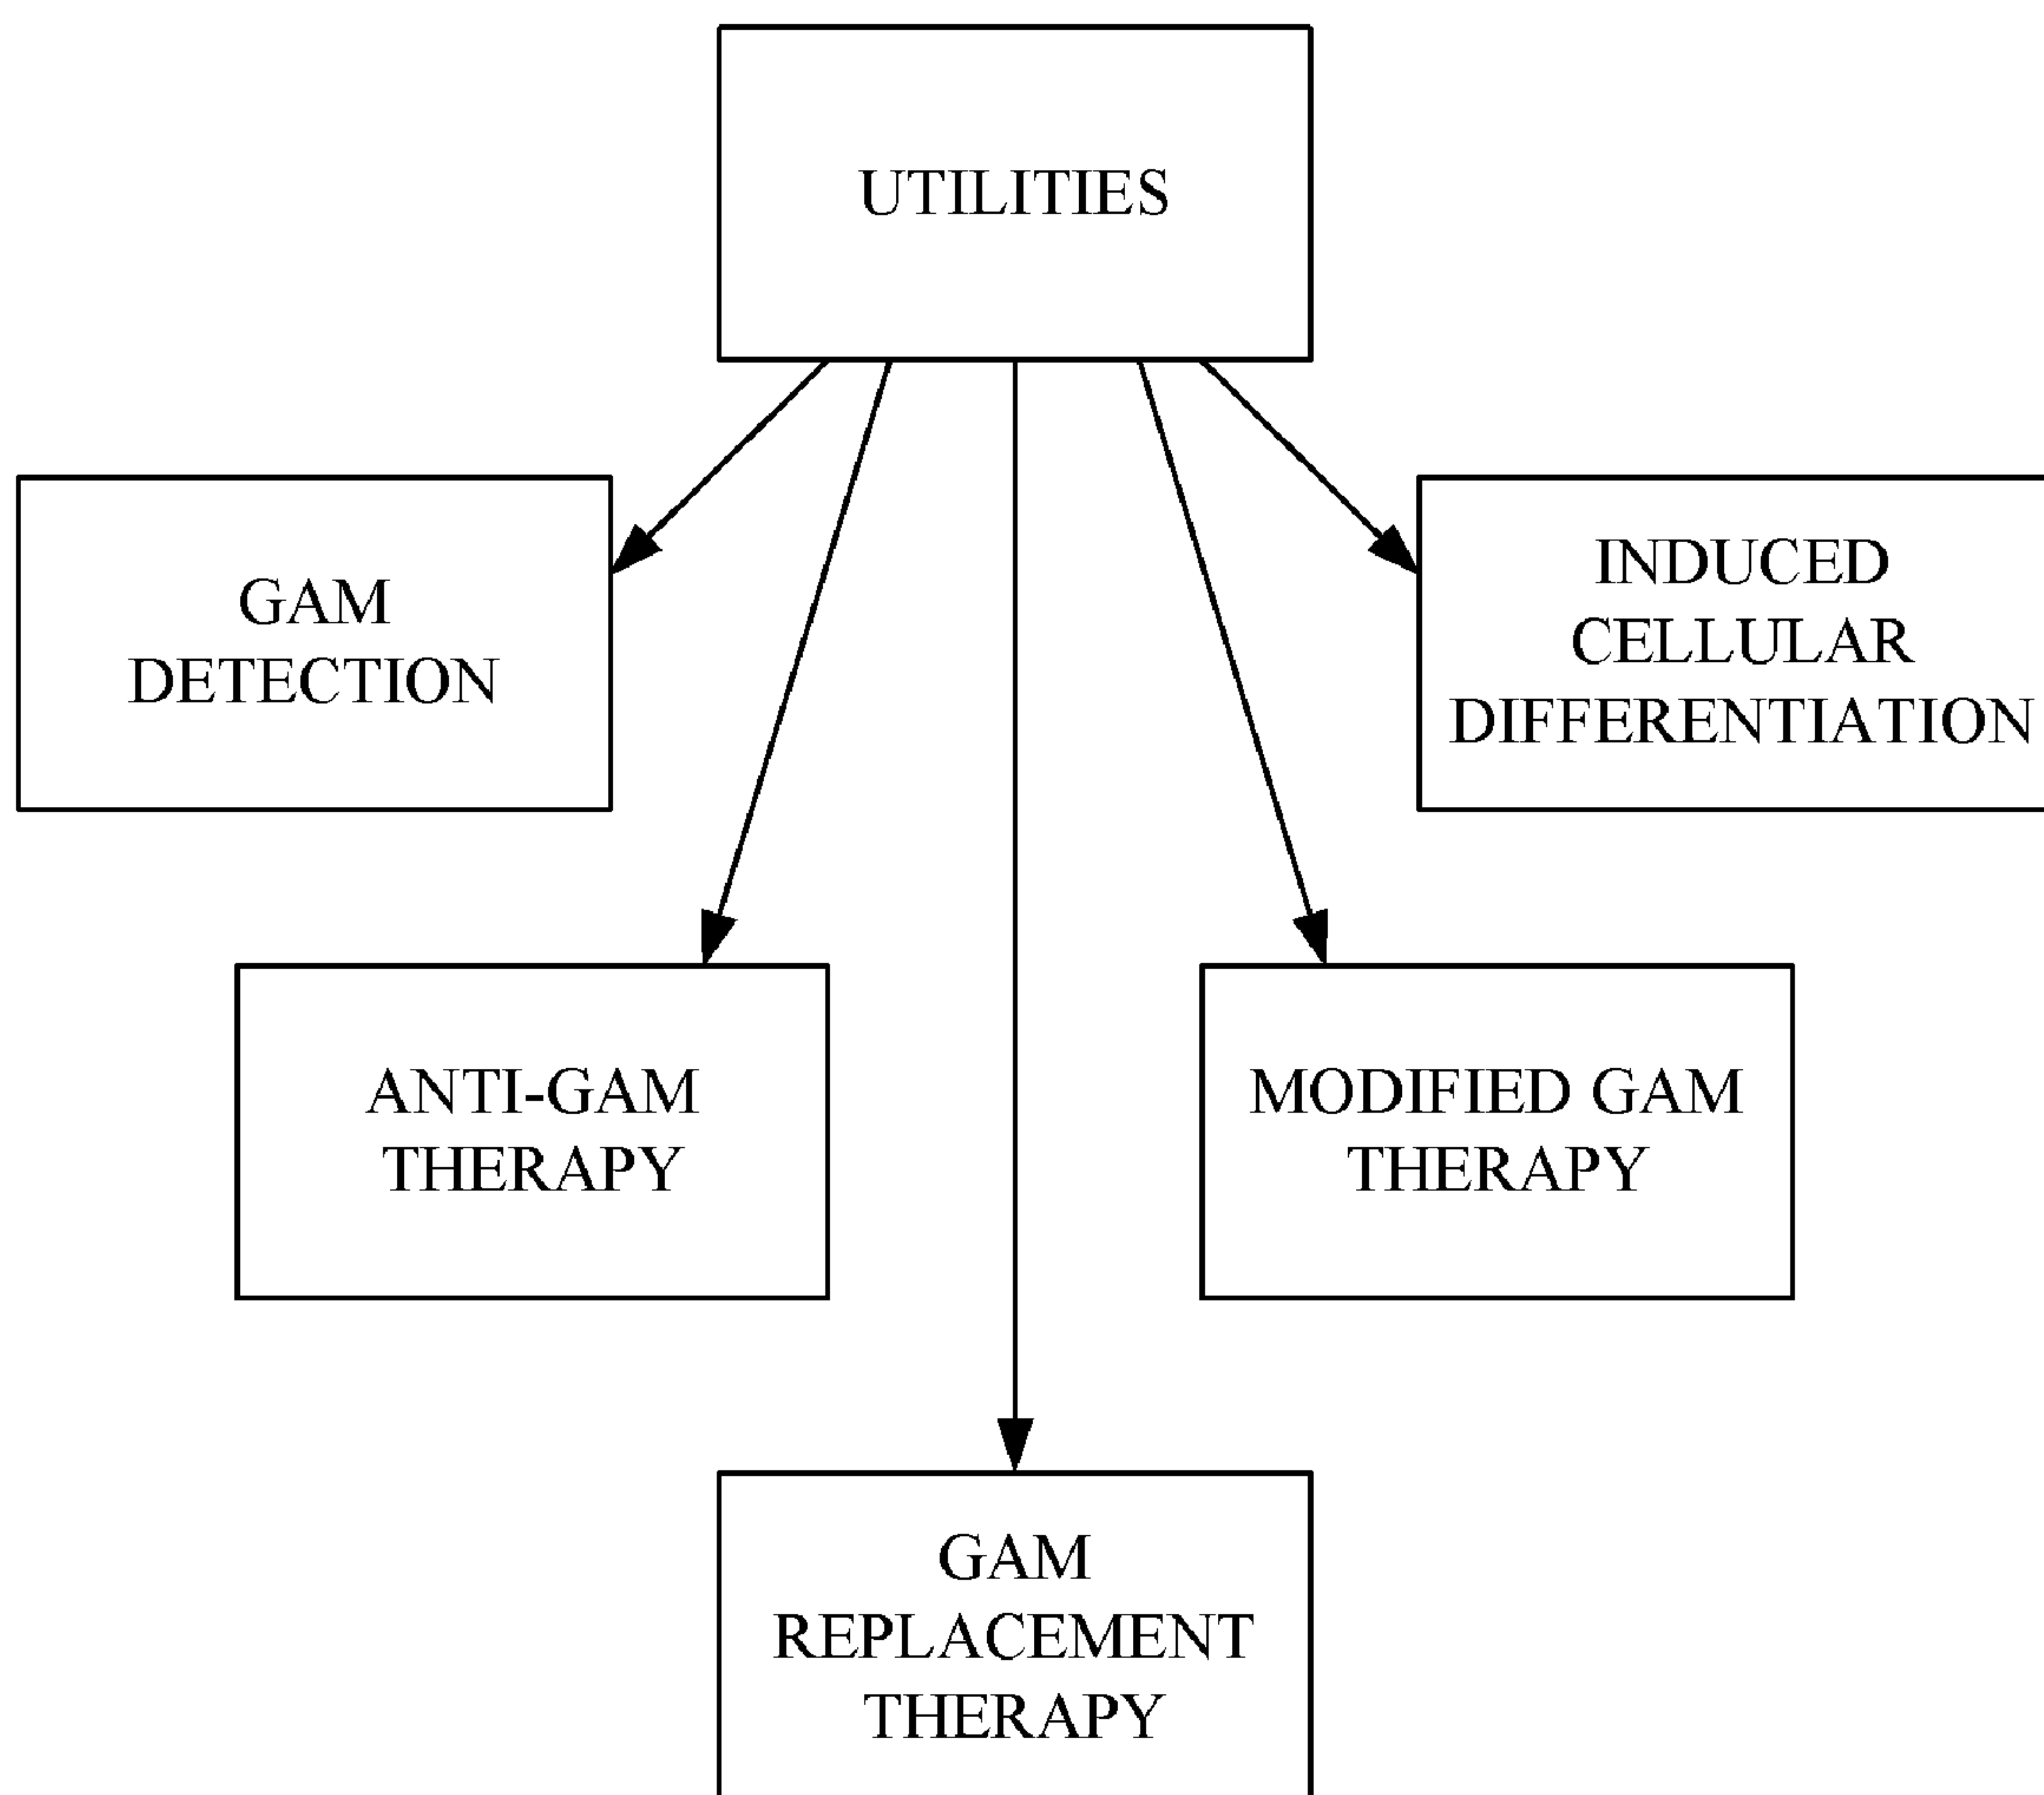 UTILITIES
GAM
DETECTION
INDUCED
CELLULAR
DIFFERENTIATION
ANTI-GAM
THERAPY
MODIFIED GAM
THERAPY
GAM
REPLACEMENT
THERAPY